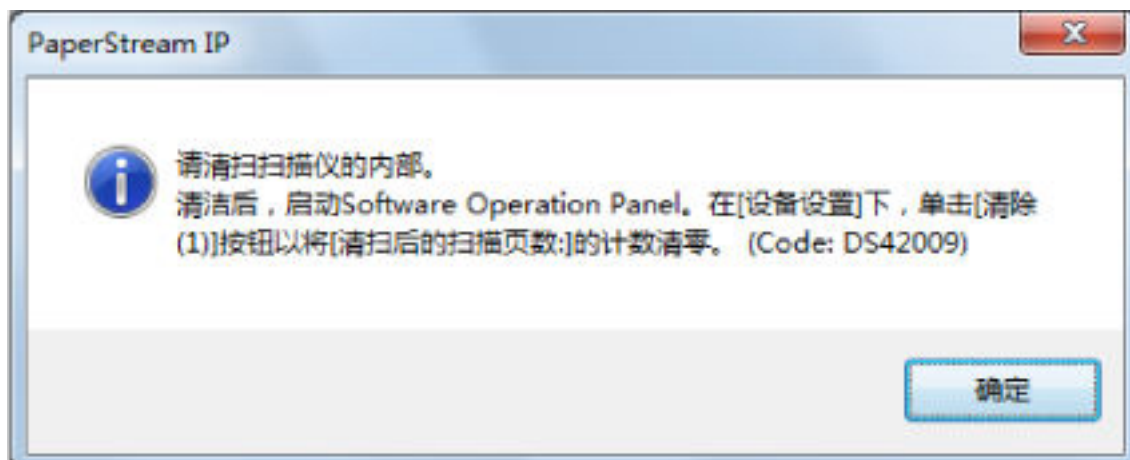 PaperStream IP
请清扫扫描仪的内部。
清洁后，启动Software Operation Panel。在[设备设置]下，单击[清除
(1)]按钮以将[清扫后的扫描页数:]的计数清零。 (Code: DS42009)
确定